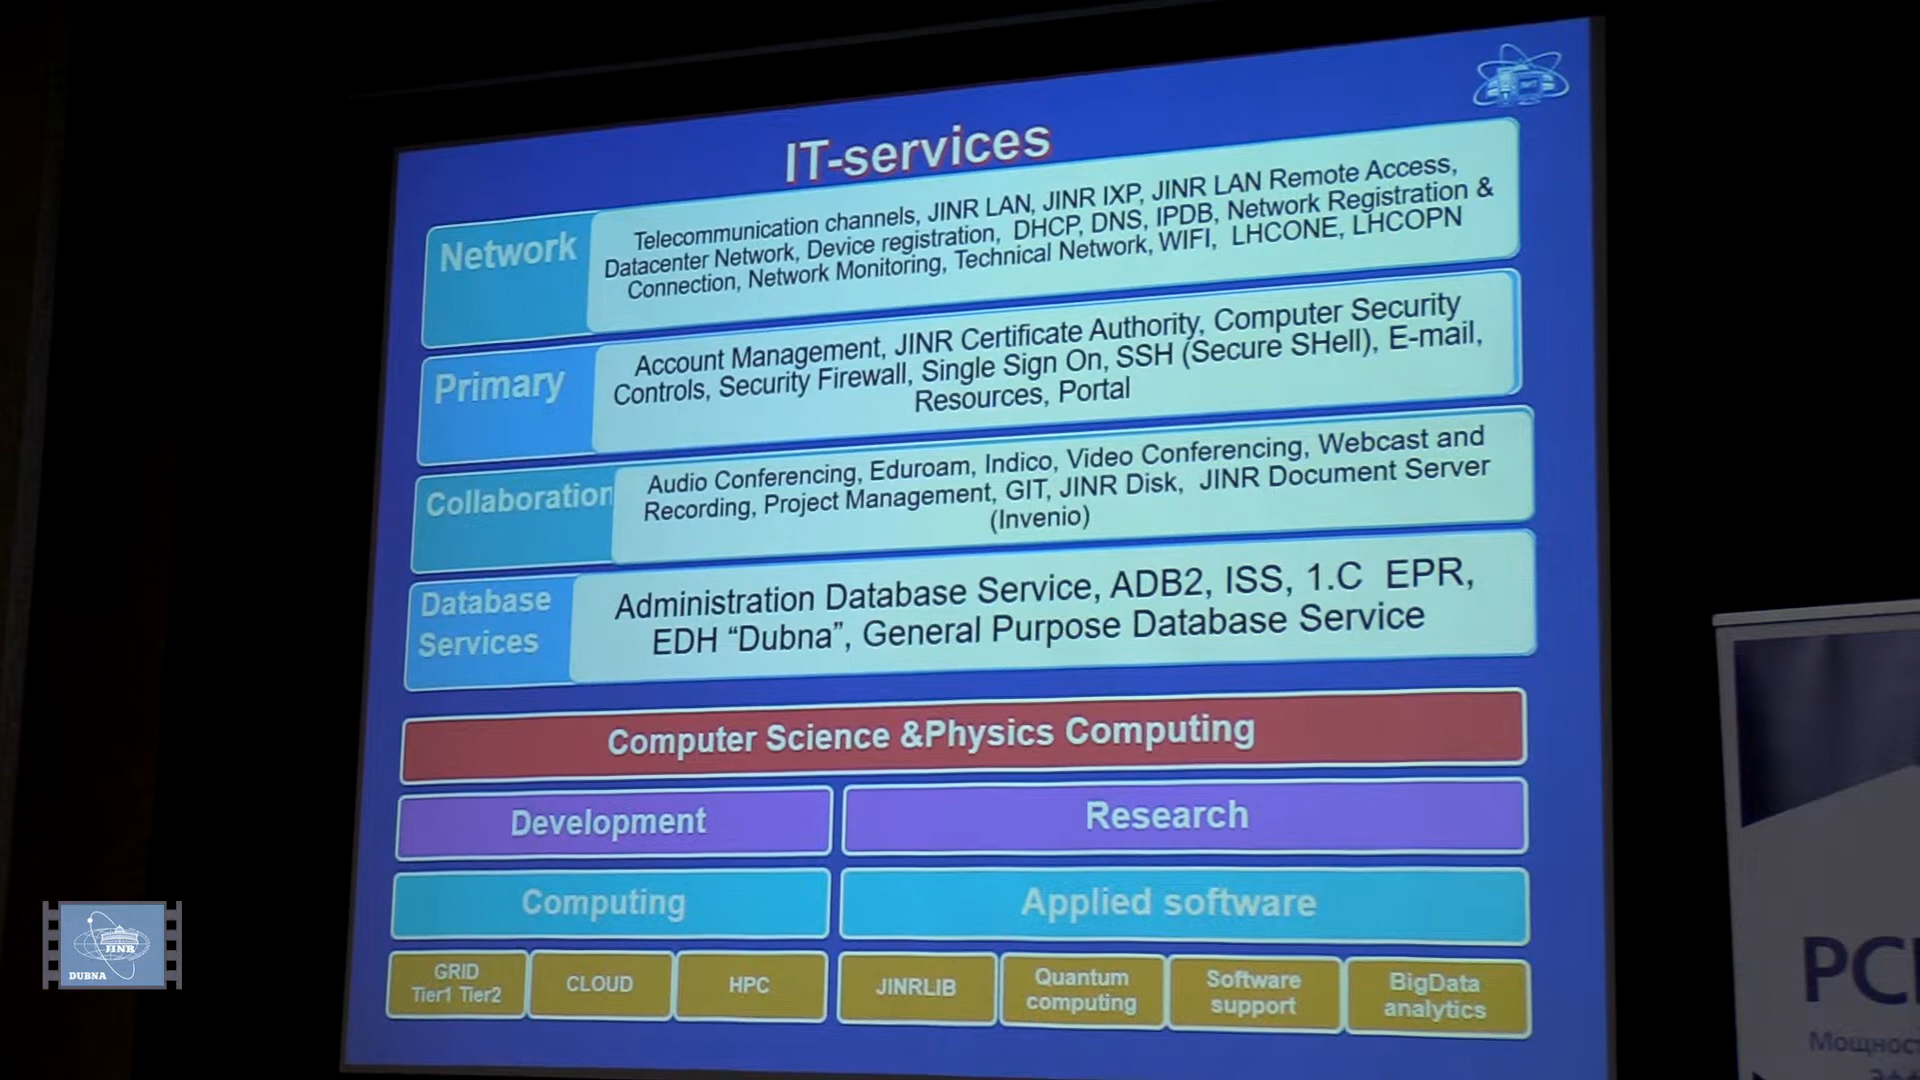 IT-services
Network
Telecommunication channels, JINR LAN, JINR IXP, JINR LAN Remote Access,
Datacenter Network, Device registration, DHCP, DNS, IPDB, Network Registration &
Connection, Network Monitoring, Technical Network, WIFI, LHCONE, LHCOPN
Primary
Account Management, JINR Certificate Authority, Computer Security
Controls, Security Firewall, Single Sign On, SSH (Secure SHell), E-mail,
Resources, Portal
Collaboration
Audio Conferencing, Eduroam, Indico, Video Conferencing, Webcast and
Recording, Project Management, GIT, JINR Disk, JINR Document Server
(Invenio)
Database
Services
Administration Database Service, ADB2, ISS, 1.C EPR,
EDH “Dubna”, General Purpose Database Service
Computer Science &Physics Computing
Development
Research
Computing
Applied software
GRID
Tier1 Tier2
CLOUD
HPC
JINRLIB
Quantum
computing
Software
support
BigData
analytics
JINR
DUBNA
РС
Мощнос